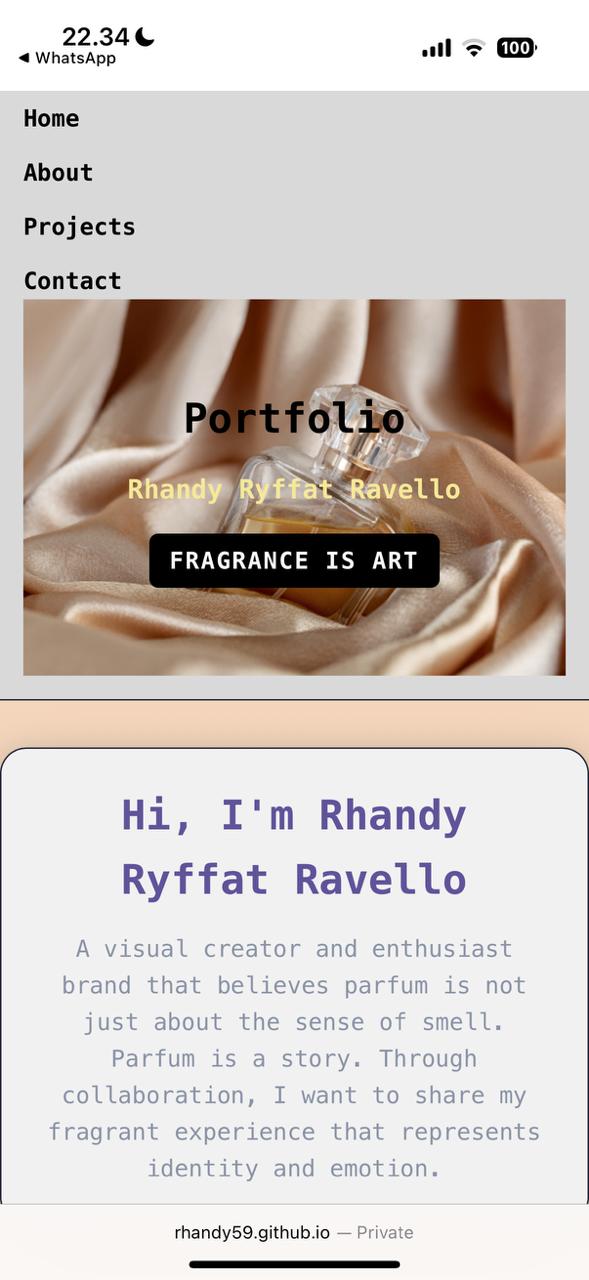 22.34
◀ WhatsApp
100
Home
About
Projects
Contact
Portfolio
Rhandy Ryffat Ravello
FRAGRANCE IS ART
Hi, I'm Rhandy
Ryffat Ravello
A visual creator and enthusiast
brand that believes parfum is not
just about the sense of smell.
Parfum is a story. Through
collaboration, I want to share my
fragrant experience that represents
identity and emotion.
rhandy59.github.io — Private